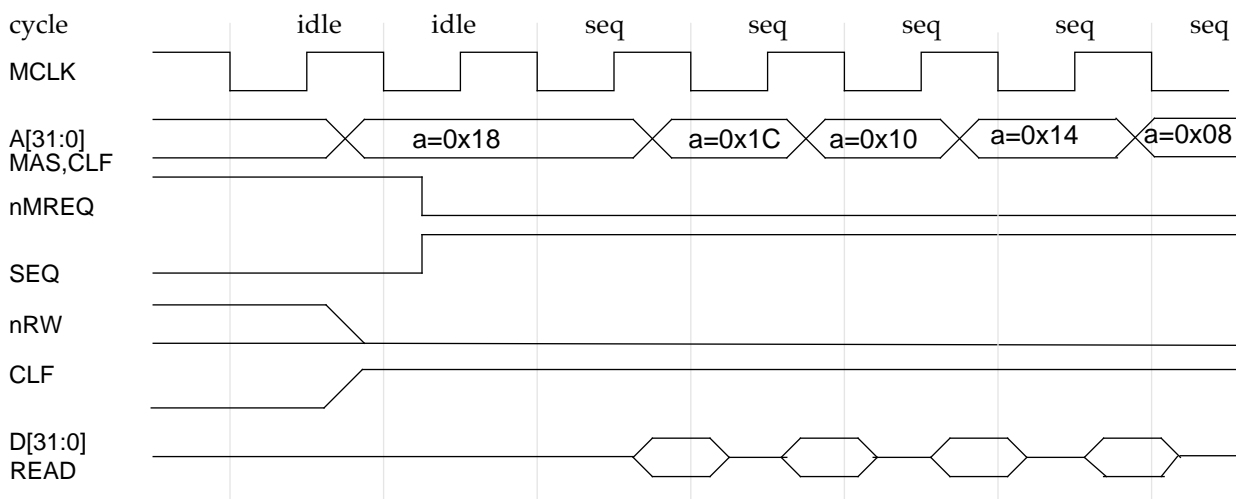 cycle idle idle seq seq seq seq seq
MCLK
A[31:0] a=0x18 a=0x1C a=0x10 a=0x14 a=0x08
MAS,CLF
nMREQ
SEQ
nRW
CLF
D[31:0]
READ